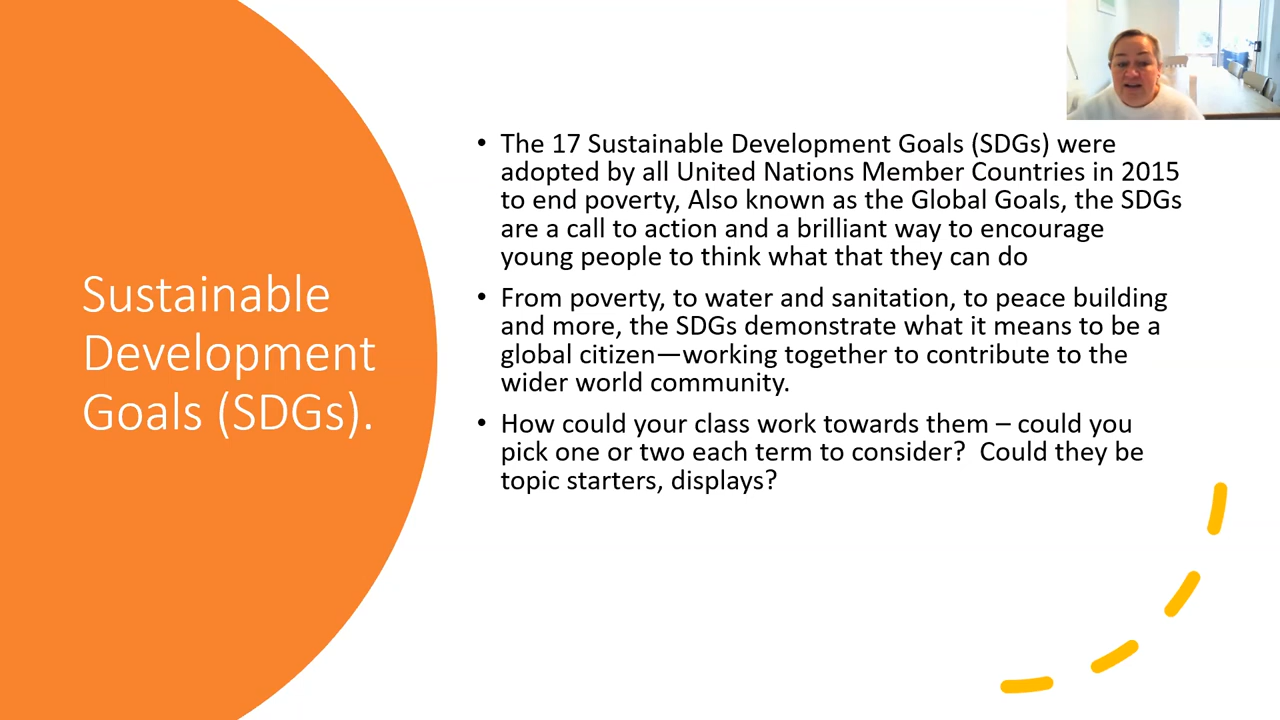 Sustainable
Development
Goals (SDGs).
• The 17 Sustainable Development Goals (SDGs) were
adopted by all United Nations Member Countries in 2015
to end poverty, Also known as the Global Goals, the SDGs
are a call to action and a brilliant way to encourage
young people to think what that they can do
• From poverty, to water and sanitation, to peace building
and more, the SDGs demonstrate what it means to be a
global citizen—working together to contribute to the
wider world community.
• How could your class work towards them – could you
pick one or two each term to consider?  Could they be
topic starters, displays?